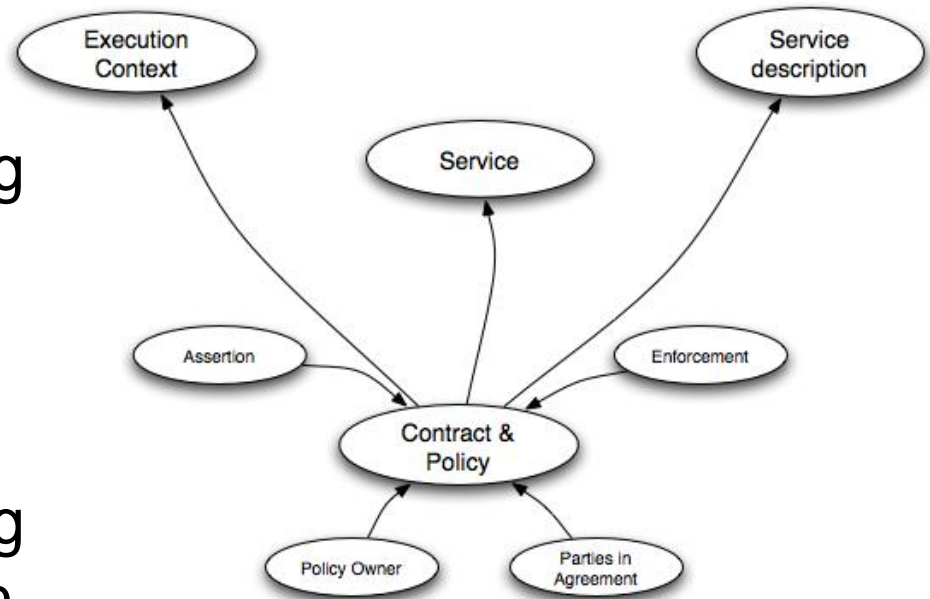 Execution
Context
Service
description
g
Service
Assertion
Enforcement
Contract &
Policy
g
Policy Owner
Parties in
Agreement